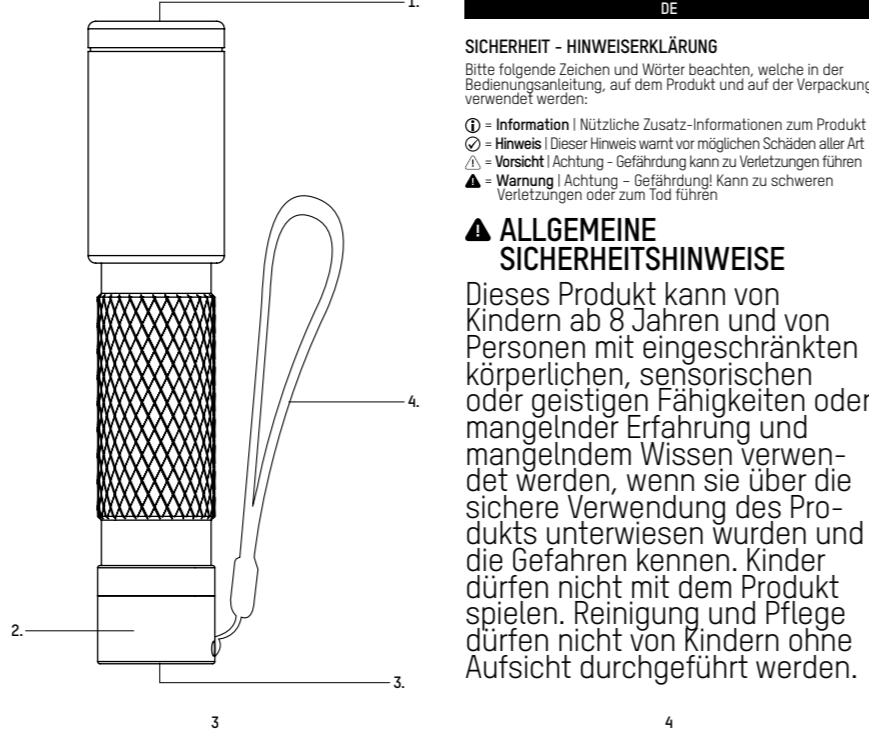 1.
4.
2.
3.
3
DE
SICHERHEIT - HINWEISERKLÄRUNG
Bitte folgende Zeichen und Wörter beachten, welche in der
Bedienungsanleitung, auf dem Produkt und auf der Verpackung
verwendet werden:
= Information | Nützliche Zusatz-Informationen zum Produkt
= Hinweis | Dieser Hinweis warnt vor möglichen Schäden aller Art
= Vorsicht | Achtung - Gefährdung kann zu Verletzungen führen
= Warnung | Achtung – Gefährdung! Kann zu schweren
Verletzungen oder zum Tod führen
ALLGEMEINE
SICHERHEITSHINWEISE
Dieses Produkt kann von
Kindern ab 8 Jahren und von
Personen mit eingeschränkten
körperlichen, sensorischen
oder geistigen Fähigkeiten oder
mangelnder Erfahrung und
mangelndem Wissen verwen-
det werden, wenn sie über die
sichere Verwendung des Pro-
dukts unterwiesen wurden und
die Gefahren kennen. Kinder
dürfen nicht mit dem Produkt
spielen. Reinigung und Pflege
dürfen nicht von Kindern ohne
Aufsicht durchgeführt werden.
4